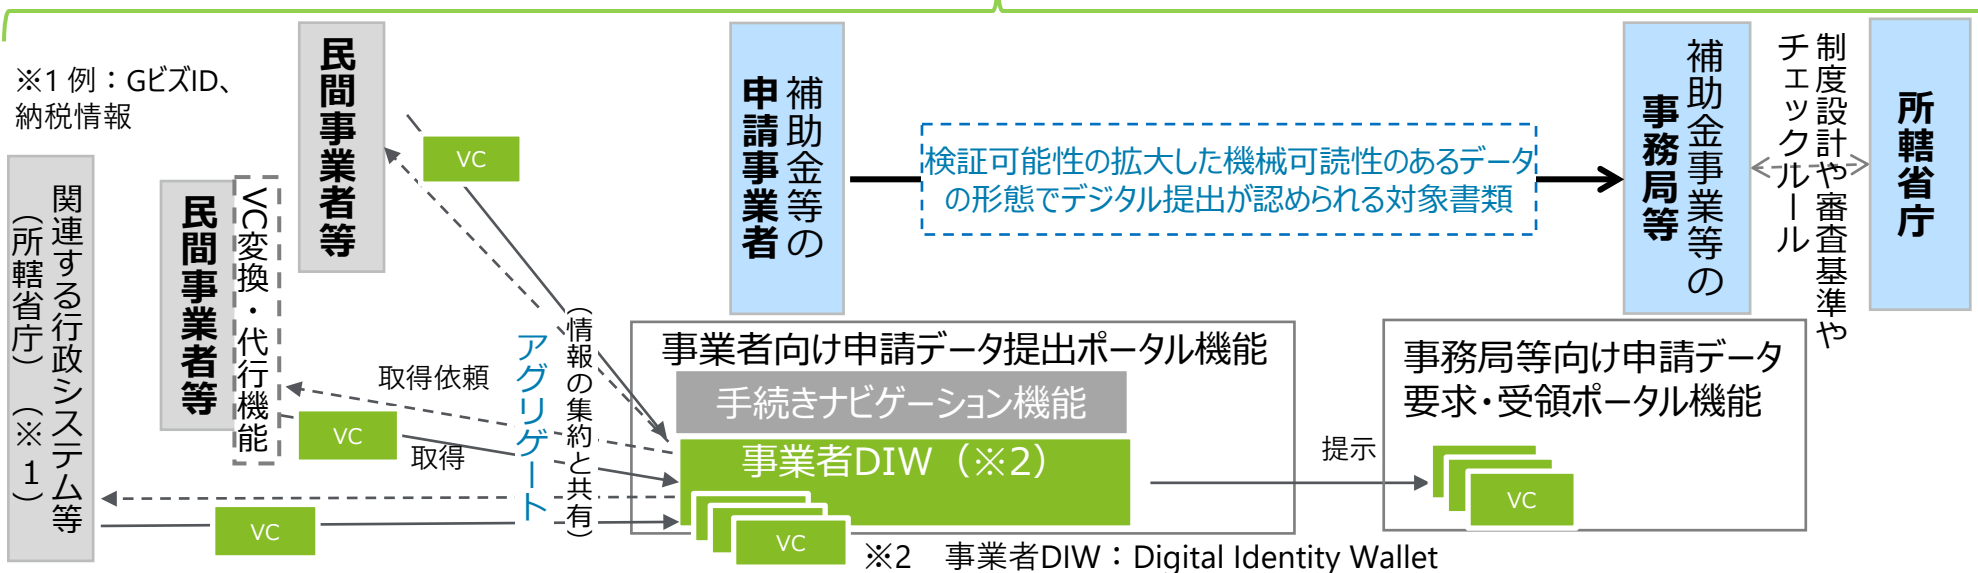 ※1 例：GビズID、
納税情報
関連する行政システム等
（所轄省庁）（※1）
民間事業者等
VC変換・代行機能
民間事業者等
VC
取得依頼
VC
取得
VC
アグリゲート
（情報の集約と共有）
補助金等の
申請事業者
検証可能性の拡大した機械可読性のあるデータ
の形態でデジタル提出が認められる対象書類
補助金事業等の
事務局等
制度設計や審査基準や
チェックルール
所轄省庁
事業者向け申請データ提出ポータル機能
手続きナビゲーション機能
事業者DIW（※2）
VC
提示
事務局等向け申請データ
要求・受領ポータル機能
VC
※2　事業者DIW：Digital Identity Wallet